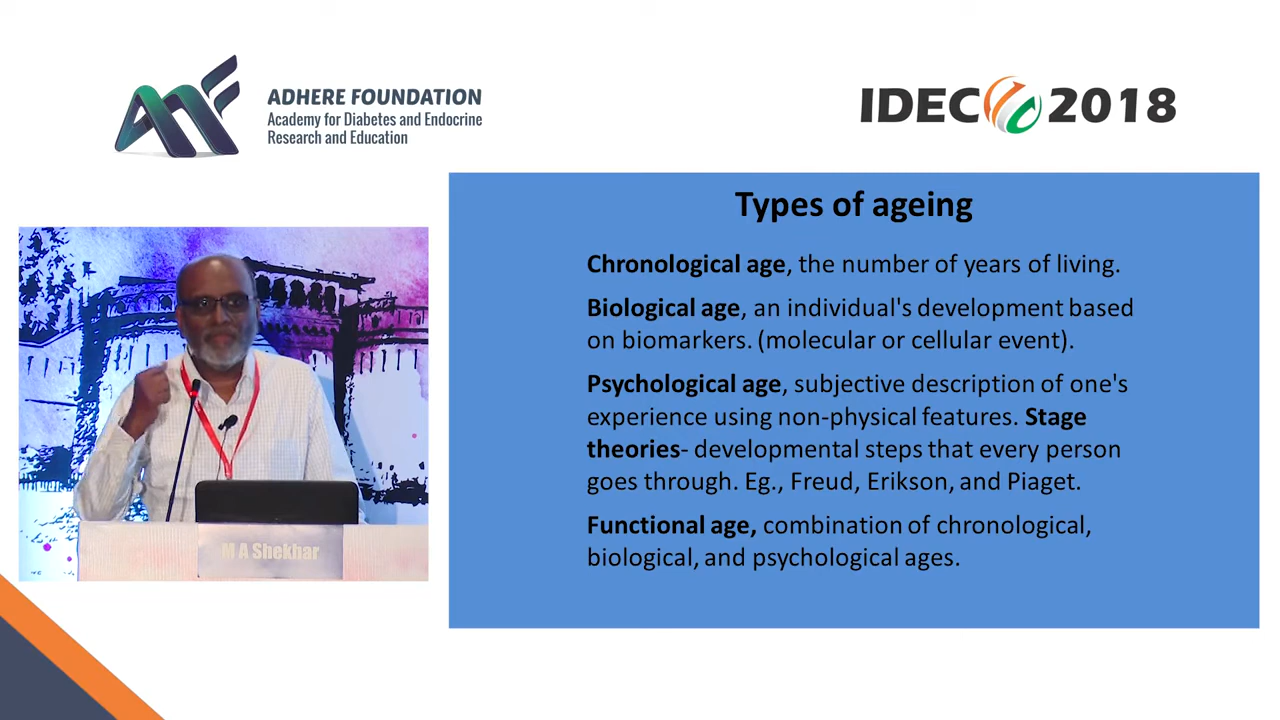 ADHERE FOUNDATION
Academy for Diabetes and Endocrine
Research and Education
IDEC 2018
Types of ageing
Chronological age, the number of years of living.
Biological age, an individual's development based
on biomarkers. (molecular or cellular event).
Psychological age, subjective description of one's
experience using non-physical features. Stage
theories- developmental steps that every person
goes through. Eg., Freud, Erikson, and Piaget.
Functional age, combination of chronological,
biological, and psychological ages.
M A Shekhar